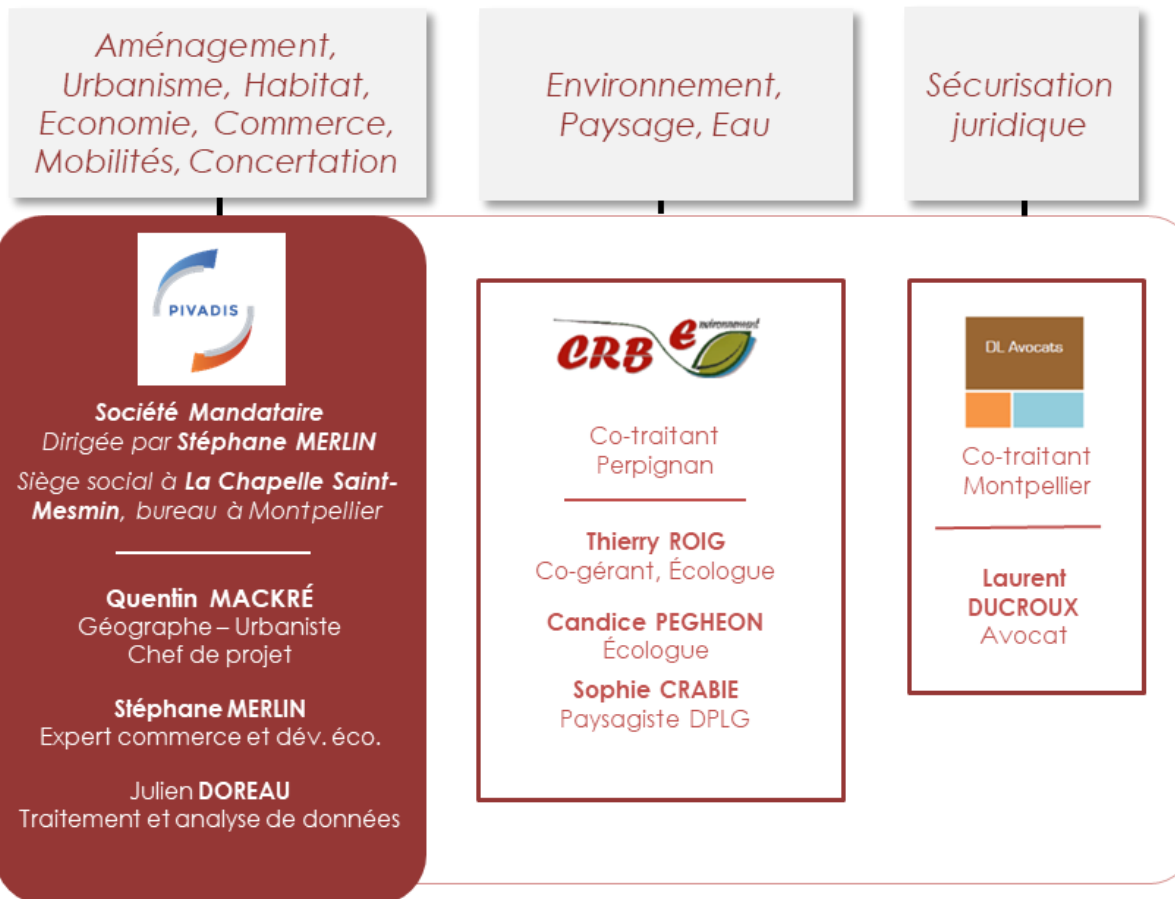 Aménagement,
Urbanisme, Habitat,
Economie, Commerce,
Mobilités, Concertation
Environnement,
Paysage, Eau
Sécurisation
juridique
PIVADIS
Société Mandataire
Dirigée par Stéphane MERLIN
Siège social à La Chapelle Saint-
Mesmin, bureau à Montpellier
Quentin MACKRÉ
Géographe – Urbaniste
Chef de projet
Stéphane MERLIN
Expert commerce et dév. éco.
Julien DOREAU
Traitement et analyse de données
CRB Environnement
Co-traitant
Perpignan
Thierry ROIG
Co-gérant, Écologue
Candice PEGHEON
Écologue
Sophie CRABIE
Paysagiste DPLG
DL Avocats
Co-traitant
Montpellier
Laurent
DUCROUX
Avocat